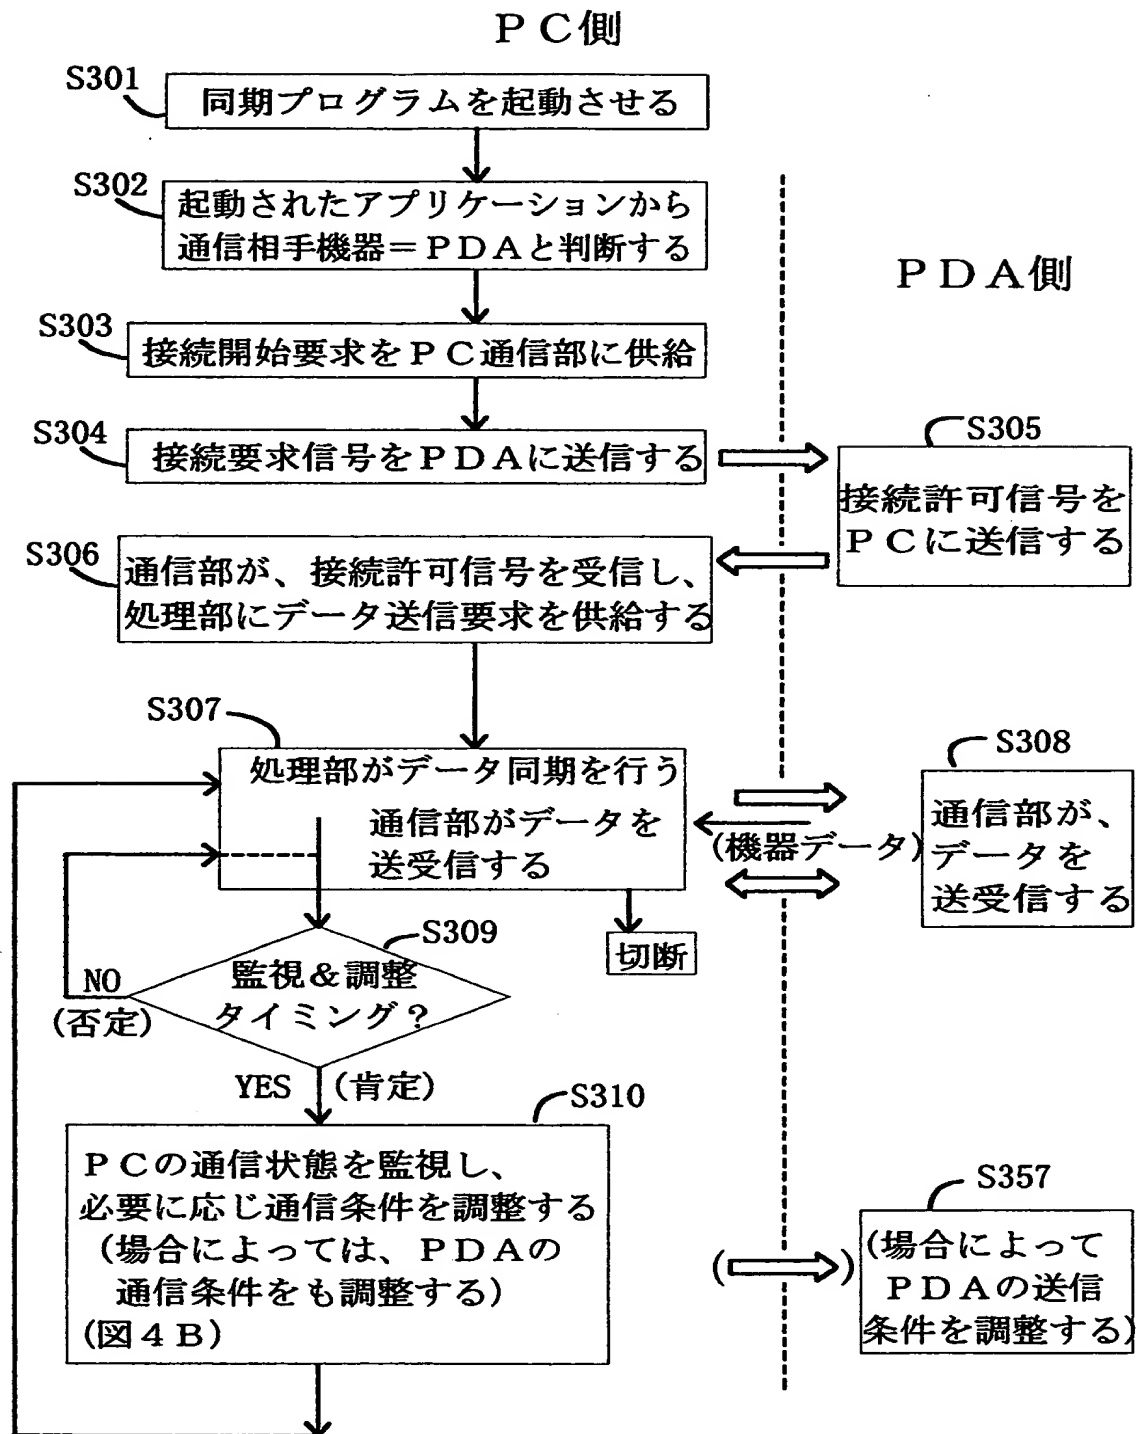 ＰＣ側
S301
同期プログラムを起動させる
S302
起動されたアプリケーションから
通信相手機器＝ＰＤＡと判断する
ＰＤＡ側
S303
接続開始要求をＰＣ通信部に供給
S304
接続要求信号をＰＤＡに送信する
S305
接続許可信号を
ＰＣに送信する
S306
通信部が、接続許可信号を受信し、
処理部にデータ送信要求を供給する
S307
処理部がデータ同期を行う
通信部がデータを
送受信する
(機器データ)
S308
通信部が、
データを
送受信する
切断
S309
監視＆調整
タイミング？
NO
(否定)
YES (肯定)
S310
ＰＣの通信状態を監視し、
必要に応じ通信条件を調整する
(場合によっては、ＰＤＡの
通信条件をも調整する)
(図４Ｂ)
( )
S357
(場合によって
ＰＤＡの送信
条件を調整する)